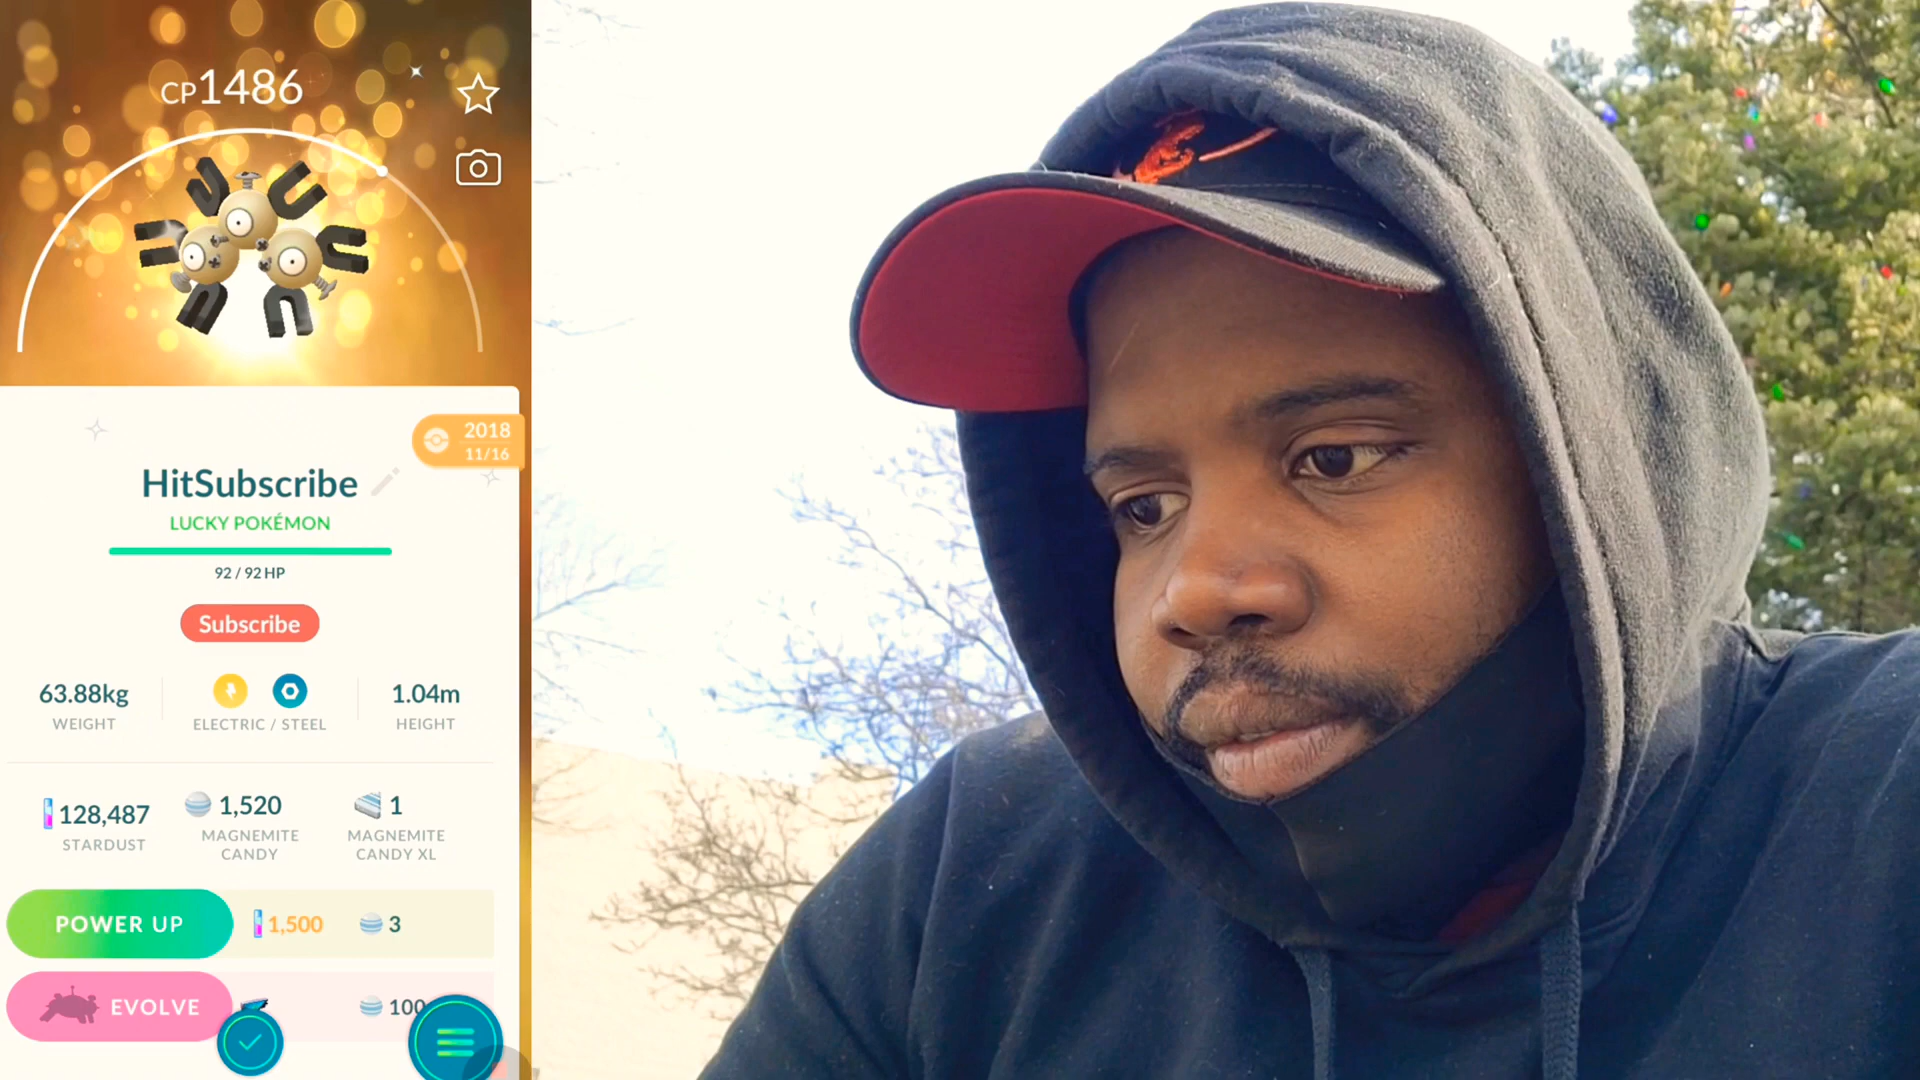 CP1486
2018
11/16
HitSubscribe
LUCKY POKÉMON
92 / 92 HP
Subscribe
63.88kg
WEIGHT
ELECTRIC / STEEL
1.04m
HEIGHT
128,487
STARDUST
1,520
MAGNEMITE
CANDY
1
MAGNEMITE
CANDY XL
POWER UP
1,500
3
EVOLVE
100